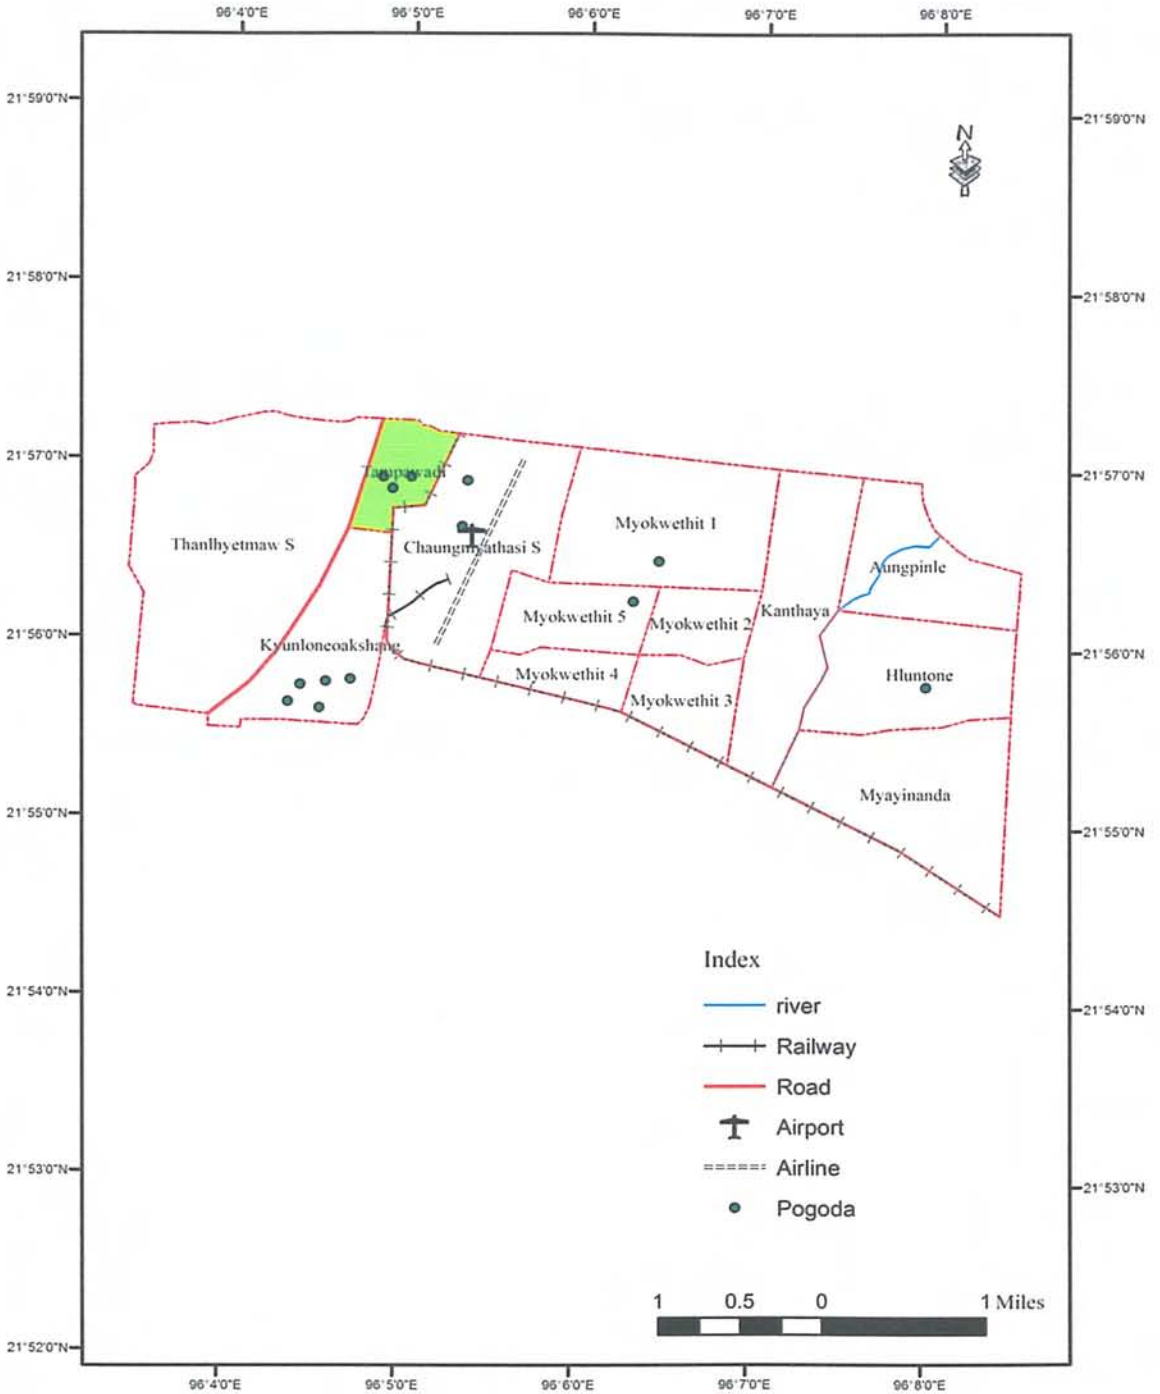 96°4'0"E 96°5'0"E 96°6'0"E 96°7'0"E 96°8'0"E
21°59'0"N
21°59'0"N
N
21°58'0"N
21°58'0"N
21°57'0"N
21°57'0"N
Tampawadi
Myokwethit 1
Thanlhyetmaw S
Chaungmyathasi S
Aungpinle
Kanthaya
Myokwethit 5
Myokwethit 2
21°56'0"N
Kyunloneoakshang
21°56'0"N
Myokwethit 4
Hluntone
Myokwethit 3
Myayinanda
21°55'0"N
21°55'0"N
Index
21°54'0"N
river
21°54'0"N
Railway
Road
Airport
21°53'0"N
Airline
21°53'0"N
Pogoda
1 0.5 0 1 Miles
21°52'0"N
96°4'0"E 96°5'0"E 96°6'0"E 96°7'0"E 96°8'0"E